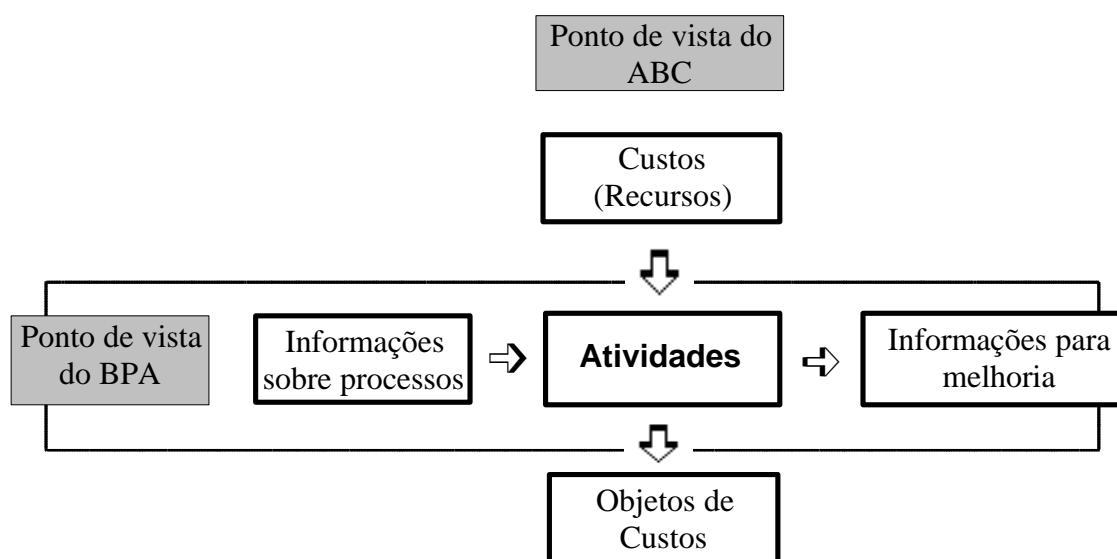 Ponto de vista do
ABC
Custos
(Recursos)
Ponto de vista
do BPA
Informações
sobre processos
Atividades
Informações para
melhoria
Objetos de
Custos